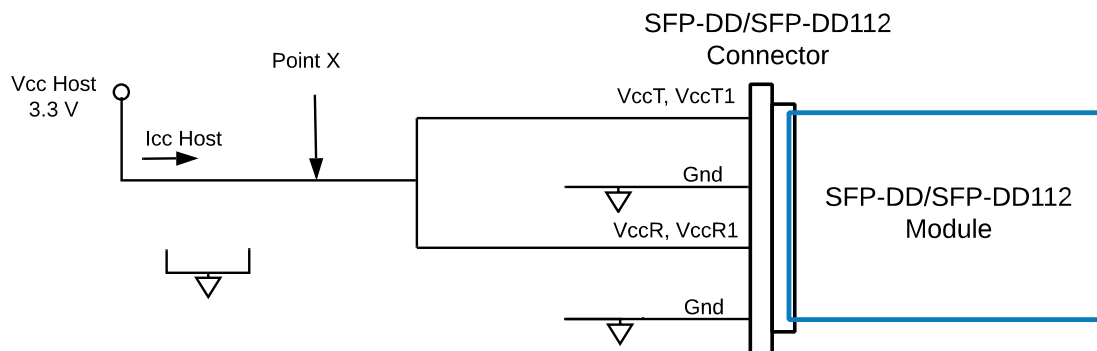 SFP-DD/SFP-DD112
Connector
Point X
Vcc Host
3.3 V
VccT, VccT1
Icc Host
Gnd
SFP-DD/SFP-DD112
Module
VccR, VccR1
Gnd